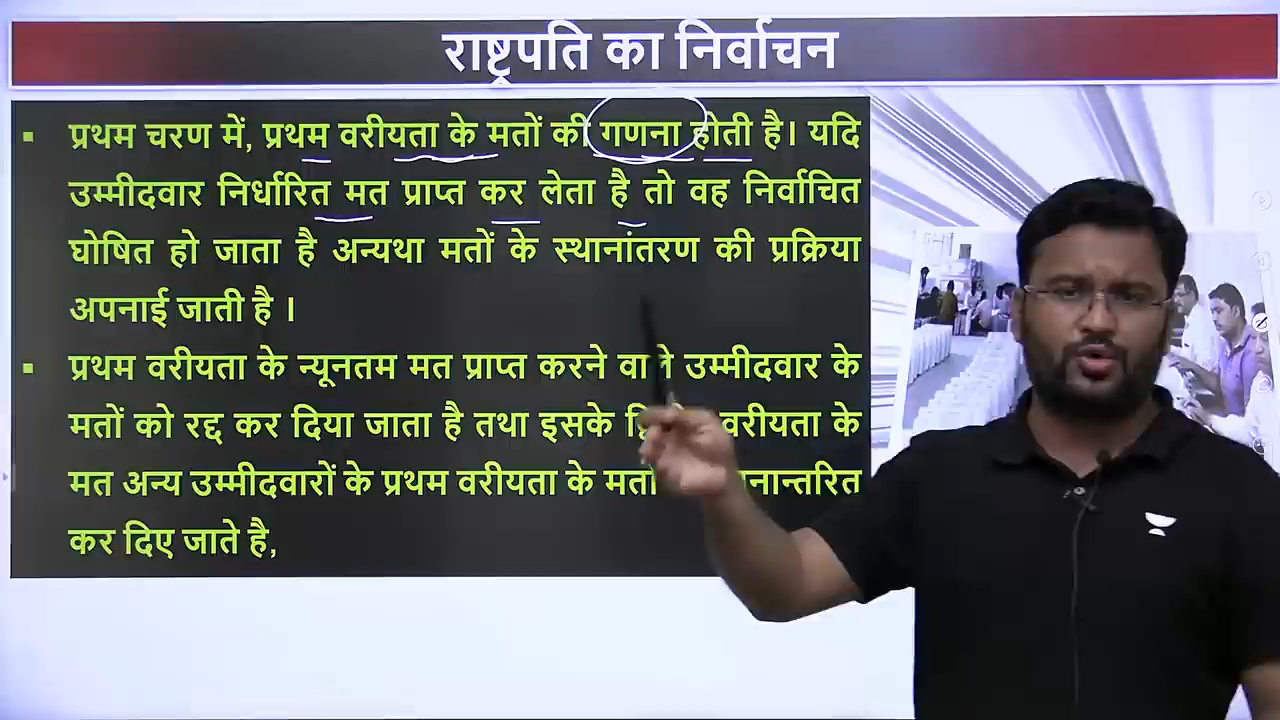 राष्ट्रपति का निर्वाचन
▪ प्रथम चरण में, प्रथम वरीयता के मतों की गणना होती है। यदि
उम्मीदवार निर्धारित मत प्राप्त कर लेता है तो वह निर्वाचित
घोषित हो जाता है अन्यथा मतों के स्थानांतरण की प्रक्रिया
अपनाई जाती है ।
▪ प्रथम वरीयता के न्यूनतम मत प्राप्त करने वाले उम्मीदवार के
मतों को रद्द कर दिया जाता है तथा इसके वरीयता के
मत अन्य उम्मीदवारों के प्रथम वरीयता के
कर दिए जाते है,